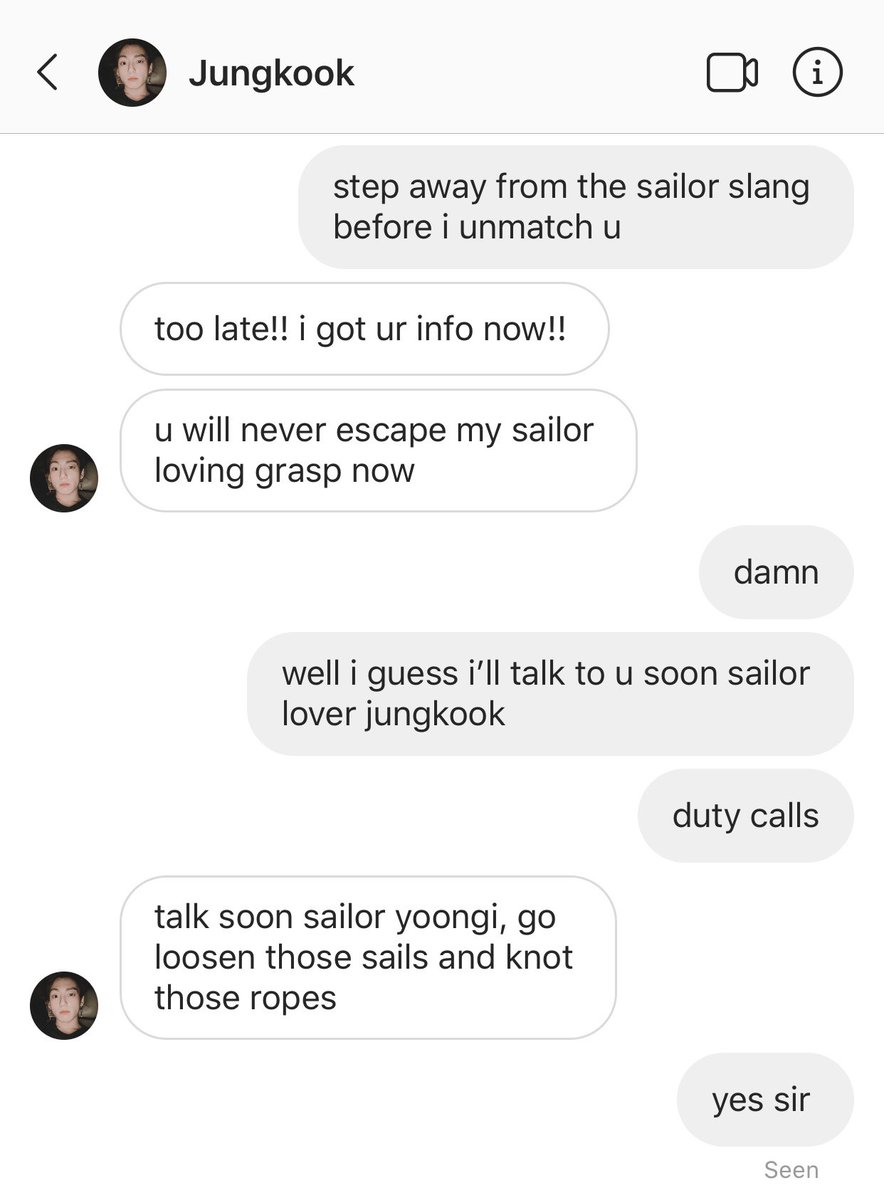 Jungkook
step away from the sailor slang
before i unmatch u
too late!! i got ur info now!!
u will never escape my sailor
loving grasp now
damn
well i guess i’ll talk to u soon sailor
lover jungkook
duty calls
talk soon sailor yoongi, go
loosen those sails and knot
those ropes
yes sir
Seen